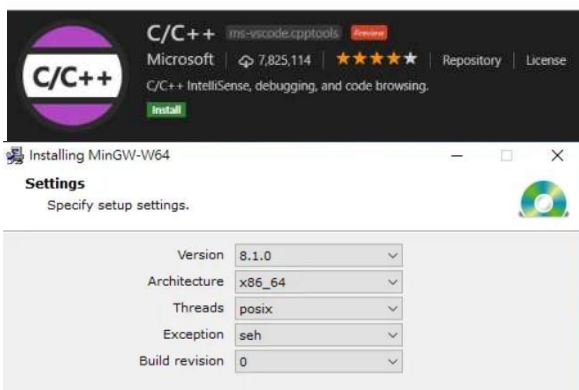 C/C++
C/C++ ms-vscode.cpptools Preview
Microsoft 7,825,114 Repository License
C/C++ IntelliSense, debugging, and code browsing.
Install
Installing MinGW-W64
Settings
Specify setup settings.
Version 8.1.0
Architecture x86_64
Threads posix
Exception seh
Build revision 0